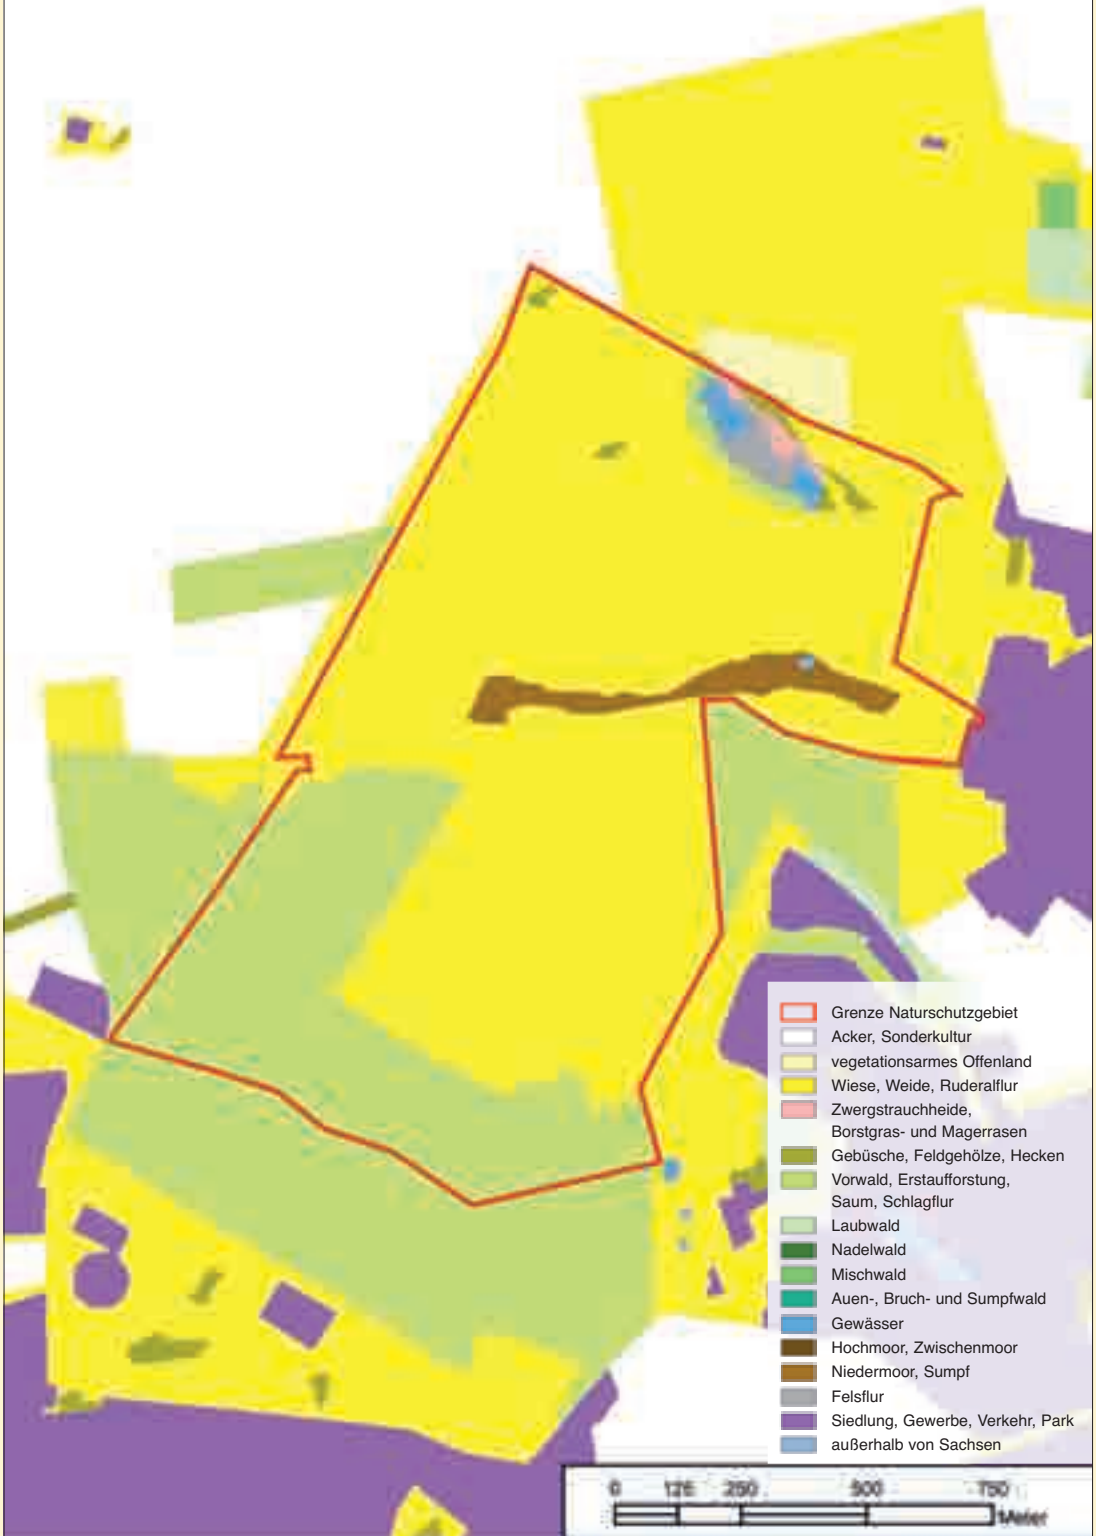 Grenze Naturschutzgebiet
Acker, Sonderkultur
vegetationsarmes Offenland
Wiese, Weide, Ruderalflur
Zwergstrauchheide,
Borstgras- und Magerrasen
Gebüsche, Feldgehölze, Hecken
Vorwald, Erstaufforstung,
Saum, Schlagflur
Laubwald
Nadelwald
Mischwald
Auen-, Bruch- und Sumpfwald
Gewässer
Hochmoor, Zwischenmoor
Niedermoor, Sumpf
Felsflur
Siedlung, Gewerbe, Verkehr, Park
außerhalb von Sachsen
0 125 250 500 750
Meter